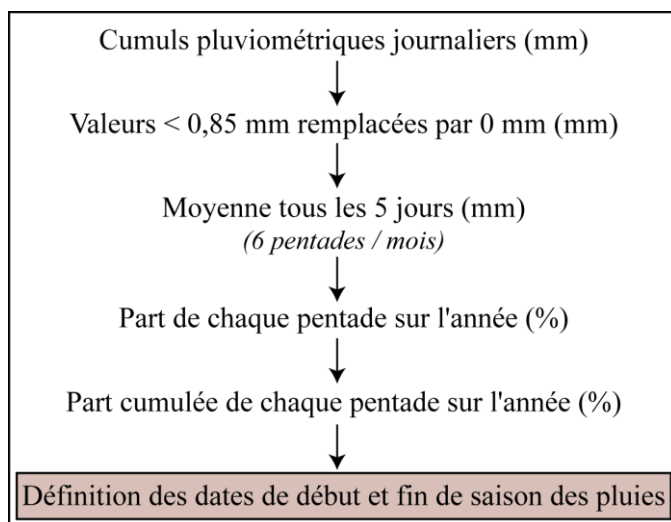 Cumuls pluviométriques journaliers (mm)
Valeurs < 0,85 mm remplacées par 0 mm (mm)
Moyenne tous les 5 jours (mm)
(6 pentades / mois)
Part de chaque pentade sur l'année (%)
Part cumulée de chaque pentade sur l'année (%)
Définition des dates de début et fin de saison des pluies